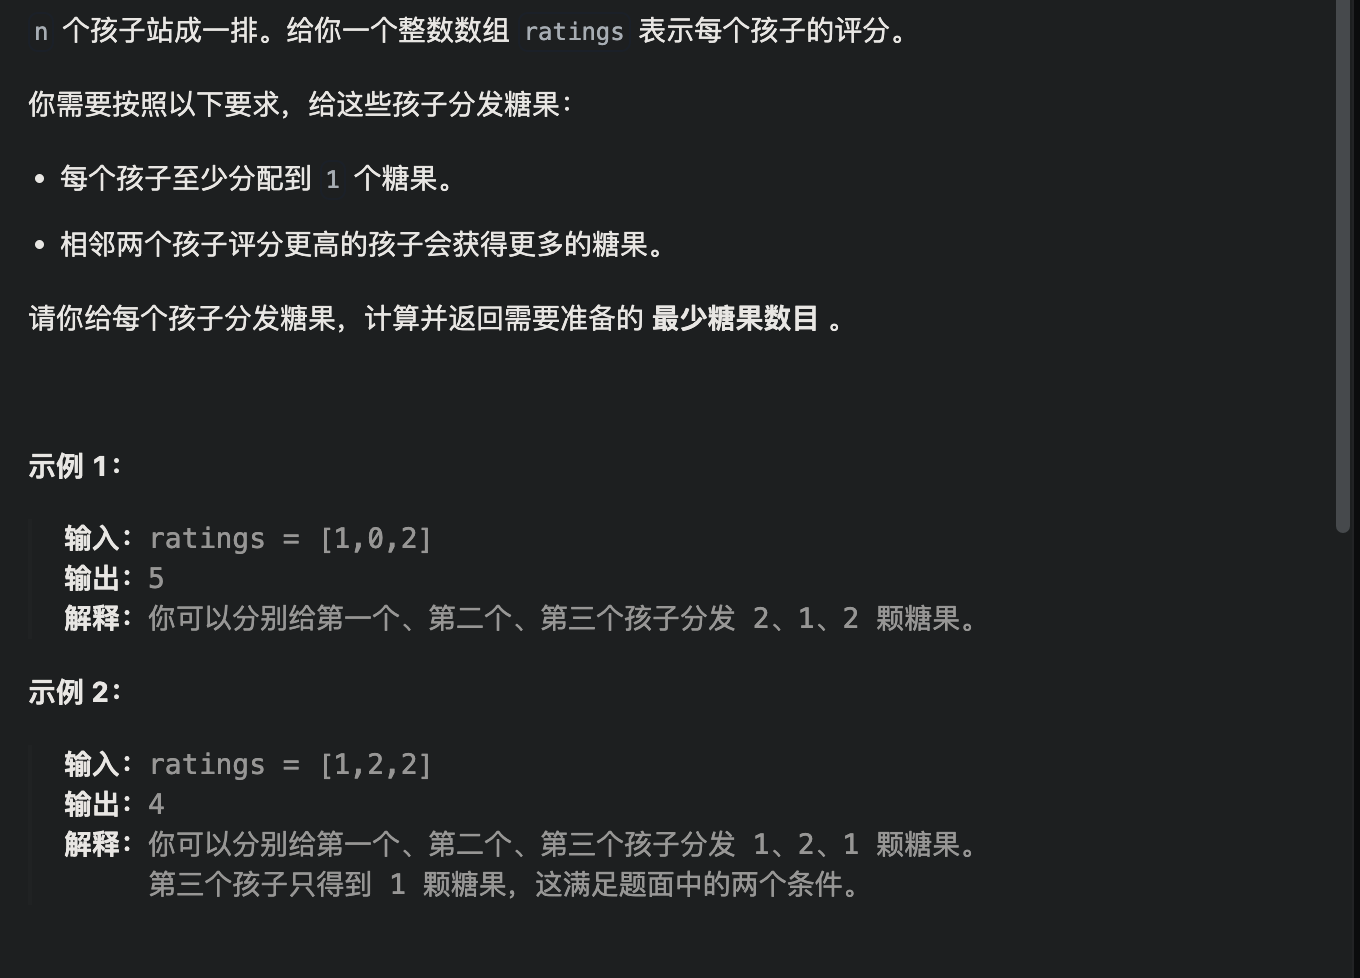 n 个孩子站成一排。给你一个整数数组 ratings 表示每个孩子的评分。
你需要按照以下要求，给这些孩子分发糖果：
• 每个孩子至少分配到 1 个糖果。
• 相邻两个孩子评分更高的孩子会获得更多的糖果。
请你给每个孩子分发糖果，计算并返回需要准备的 最少糖果数目 。
示例 1：
输入：ratings = [1,0,2]
输出：5
解释：你可以分别给第一个、第二个、第三个孩子分发 2、1、2 颗糖果。
示例 2：
输入：ratings = [1,2,2]
输出：4
解释：你可以分别给第一个、第二个、第三个孩子分发 1、2、1 颗糖果。
第三个孩子只得到 1 颗糖果，这满足题面中的两个条件。